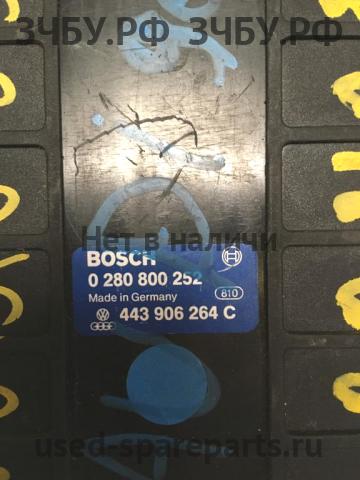 ЗЧБУ.РФ ЗЧБУ.РФ
Нет в наличии
BOSCH
0 280 800 252
Made in Germany 810
443 906 264 C
used-spareparts.ru